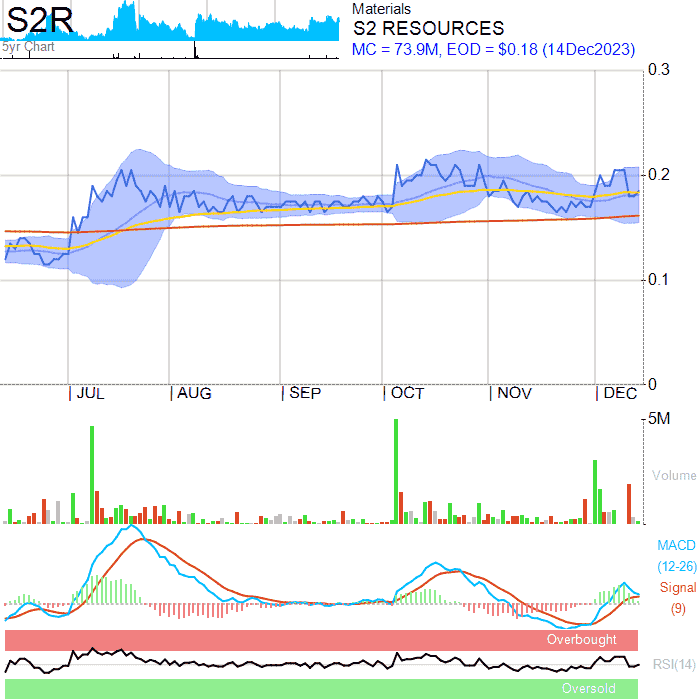 S2R
5yr Chart
Materials
S2 RESOURCES
MC = 73.9M, EOD = $0.18 (14Dec2023)
0.3
0.2
0.1
0
JUL AUG SEP OCT NOV DEC
5M
Volume
MACD
(12-26)
Signal
(9)
Overbought
RSI(14)
Oversold